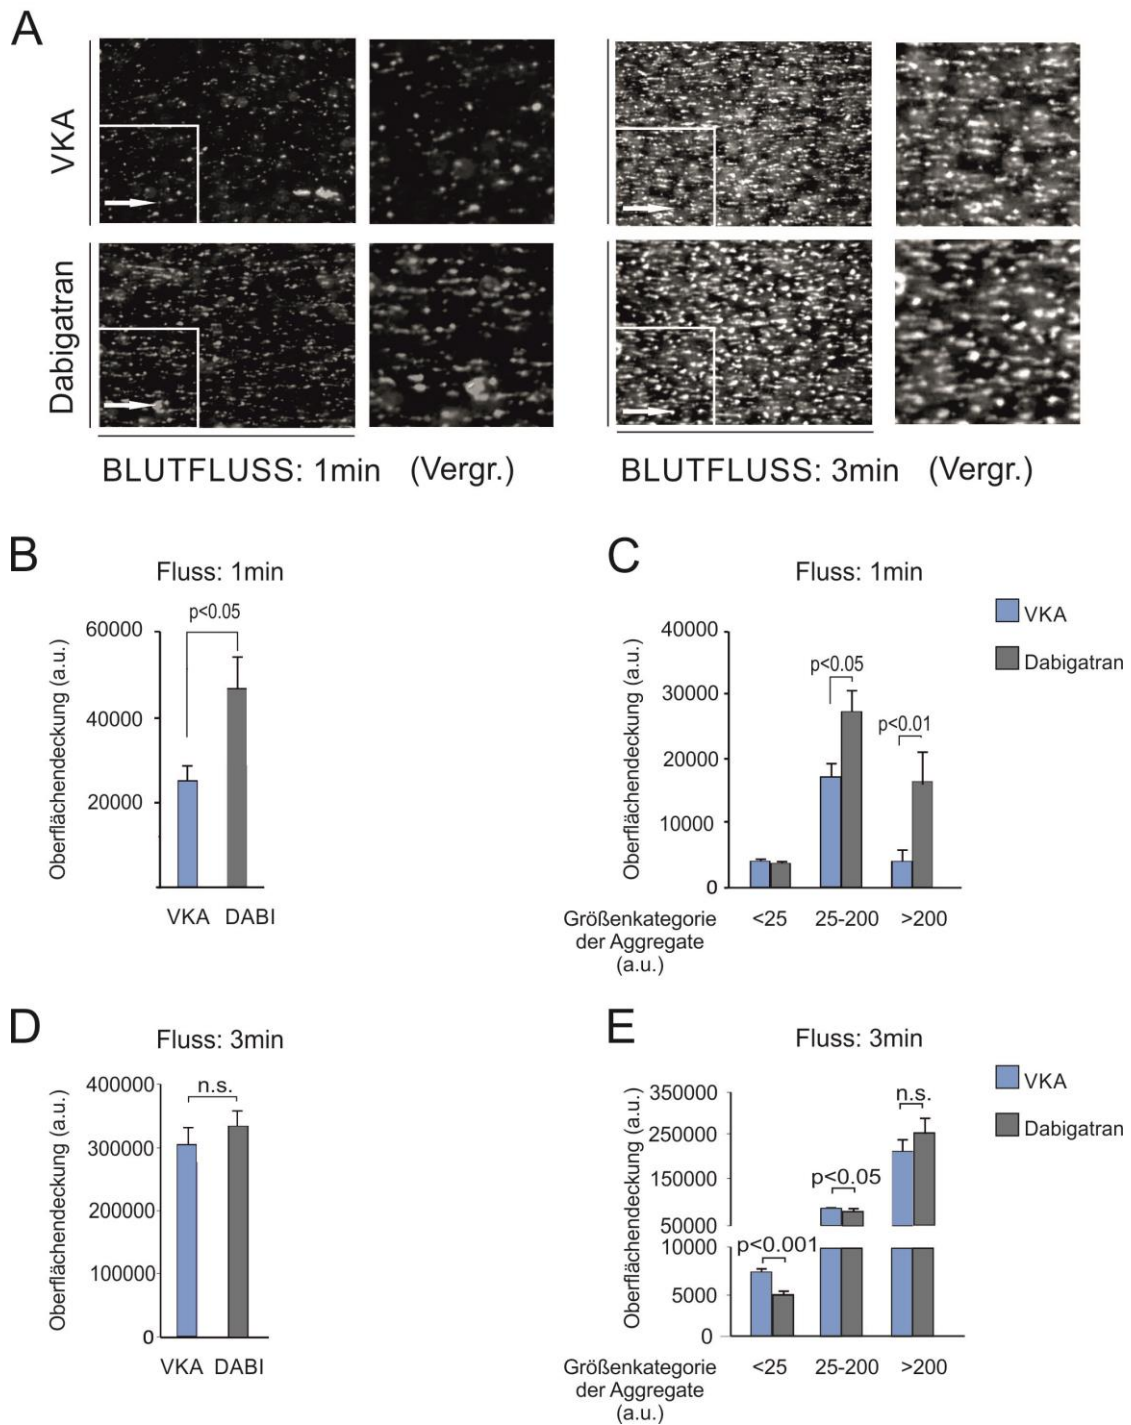 A
VKA
Dabigatran
BLUTFLUSS: 1min (Vergr.)
BLUTFLUSS: 3min (Vergr.)
B
Fluss: 1min
p<0.05
Oberflächendeckung (a.u.)
60000
40000
20000
VKA DABI
C
Fluss: 1min
VKA
Dabigatran
Oberflächendeckung (a.u.)
40000
30000
20000
10000
0
p<0.05
p<0.01
Größenkategorie
der Aggregate
(a.u.)
<25 25-200 >200
D
Fluss: 3min
n.s.
Oberflächendeckung (a.u.)
400000
300000
200000
100000
0
VKA DABI
E
Fluss: 3min
VKA
Dabigatran
Oberflächendeckung (a.u.)
350000
250000
150000
50000
10000
5000
0
p<0.001
p<0.05
n.s.
Größenkategorie
der Aggregate
(a.u.)
<25 25-200 >200